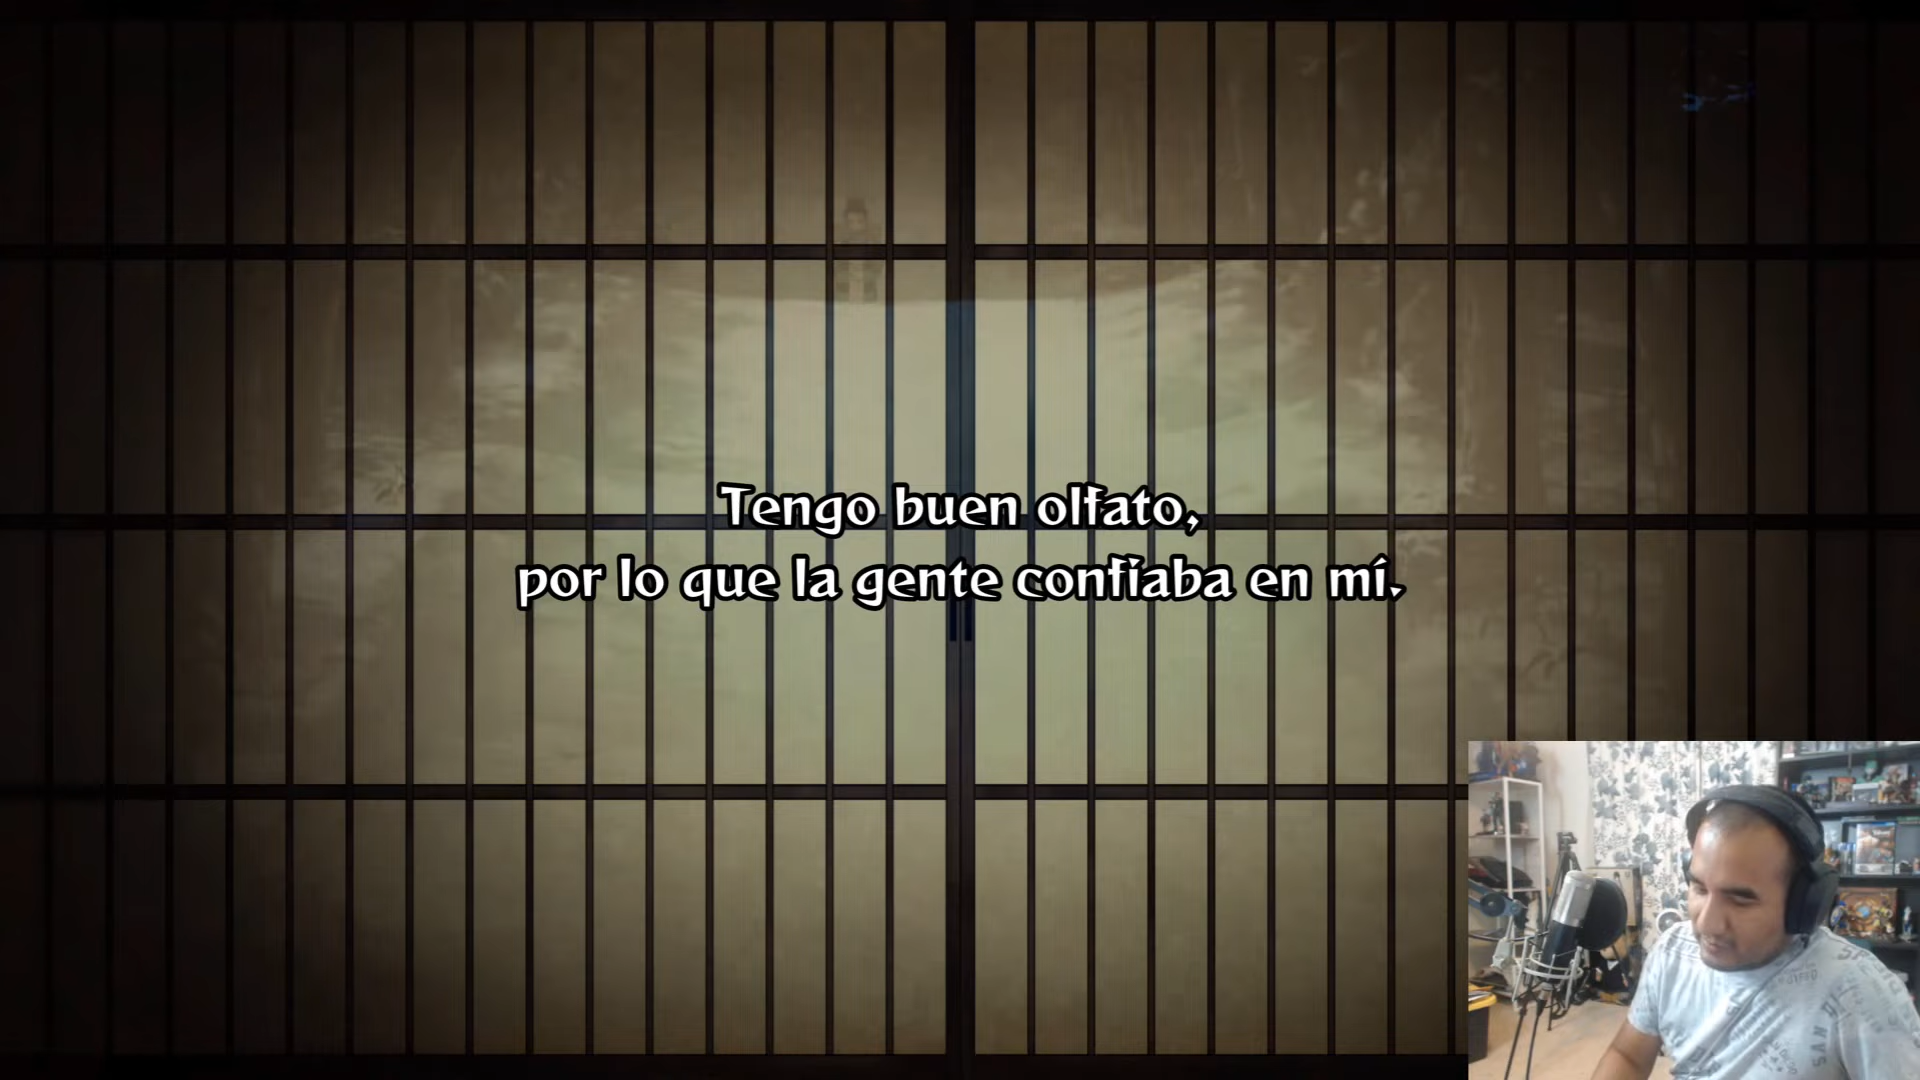 Tengo buen olfato,
por lo que la gente confiaba en mí.